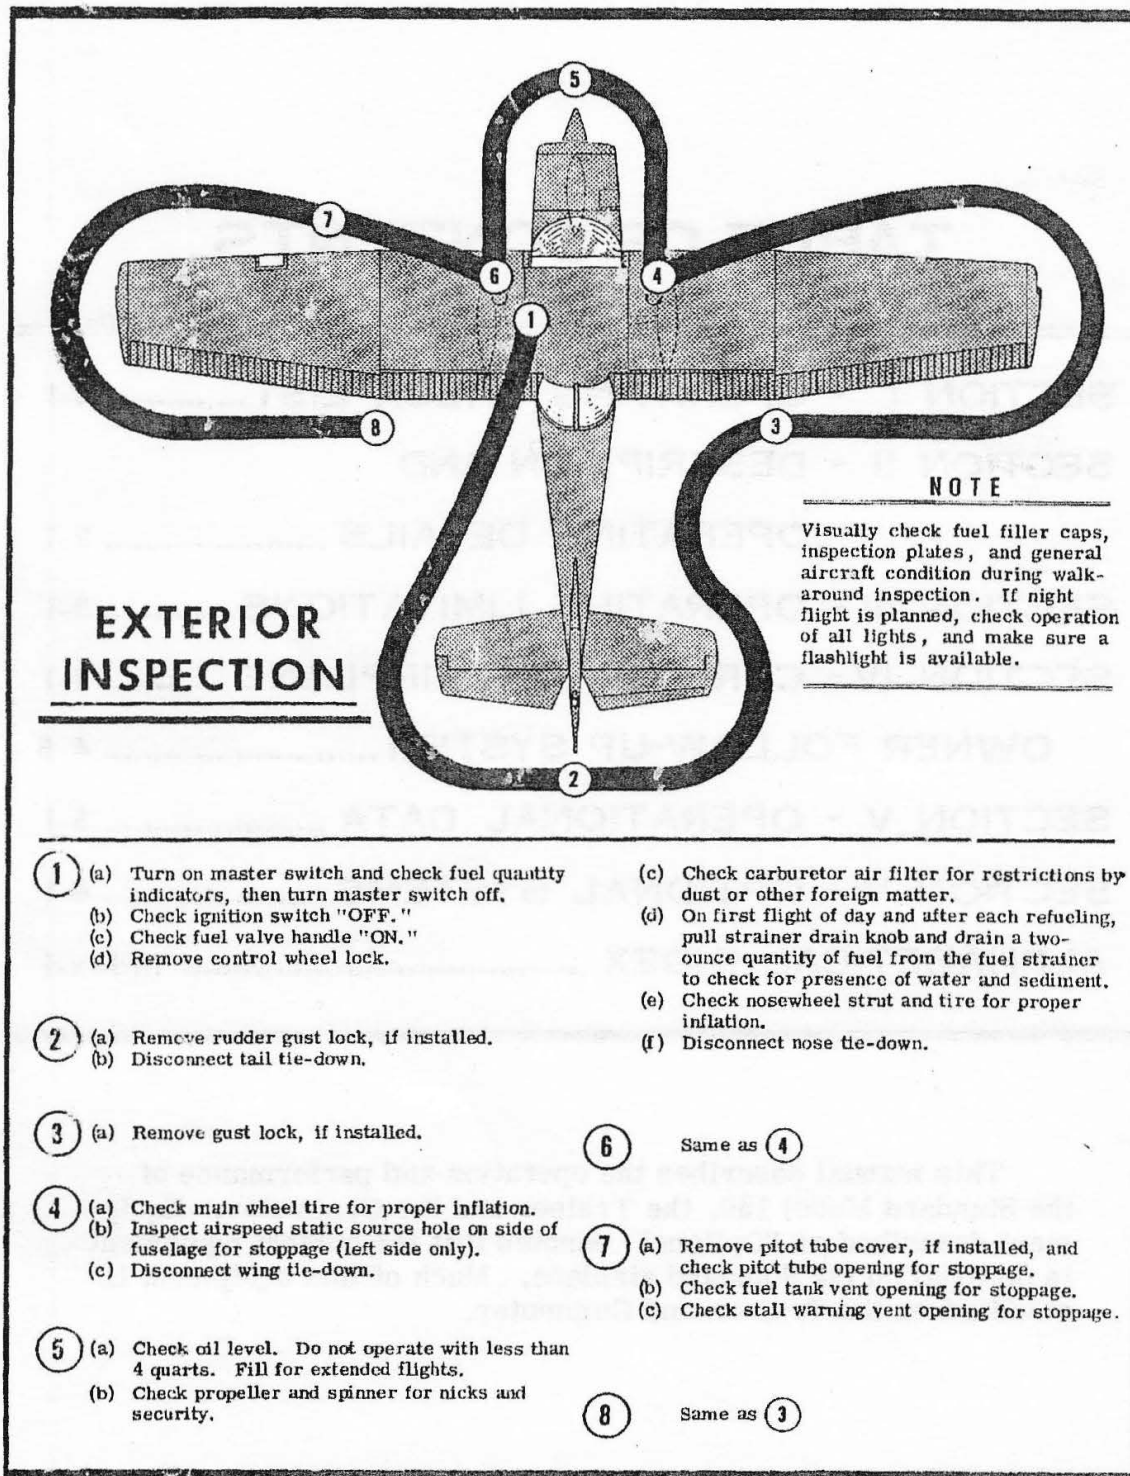 5
7
6
4
1
8
3
NOTE
Visually check fuel filler caps,
inspection plates, and general
aircraft condition during walk-
around inspection. If night
flight is planned, check operation
of all lights, and make sure a
flashlight is available.
EXTERIOR
INSPECTION
2
1 (a) Turn on master switch and check fuel quantity
indicators, then turn master switch off.
(b) Check ignition switch "OFF."
(c) Check fuel valve handle "ON."
(d) Remove control wheel lock.
2 (a) Remove rudder gust lock, if installed.
(b) Disconnect tail tie-down.
3 (a) Remove gust lock, if installed.
4 (a) Check main wheel tire for proper inflation.
(b) Inspect airspeed static source hole on side of
fuselage for stoppage (left side only).
(c) Disconnect wing tie-down.
5 (a) Check oil level. Do not operate with less than
4 quarts. Fill for extended flights.
(b) Check propeller and spinner for nicks and
security.
(c) Check carburetor air filter for restrictions by
dust or other foreign matter.
(d) On first flight of day and after each refueling,
pull strainer drain knob and drain a two-
ounce quantity of fuel from the fuel strainer
to check for presence of water and sediment.
(e) Check nosewheel strut and tire for proper
inflation.
(f) Disconnect nose tie-down.
6 Same as 4
7 (a) Remove pitot tube cover, if installed, and
check pitot tube opening for stoppage.
(b) Check fuel tank vent opening for stoppage.
(c) Check stall warning vent opening for stoppage.
8 Same as 3